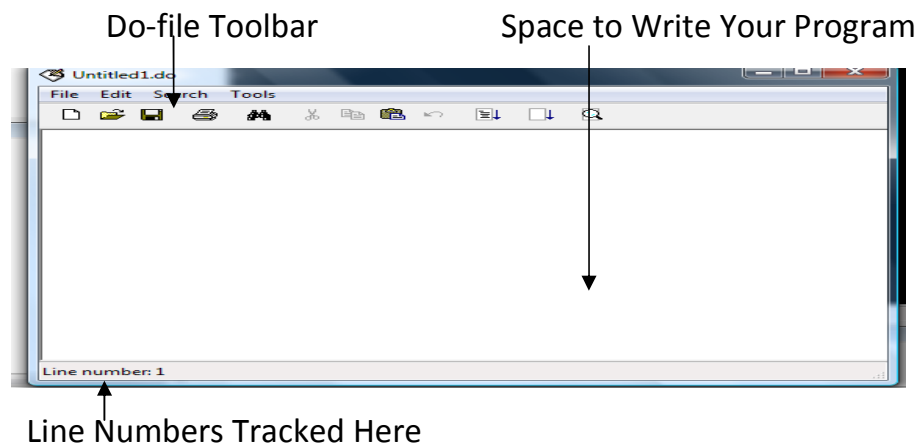 Do-file Toolbar
Space to Write Your Program
Untitled1.do
File Edit Search Tools
Line number: 1
Line Numbers Tracked Here